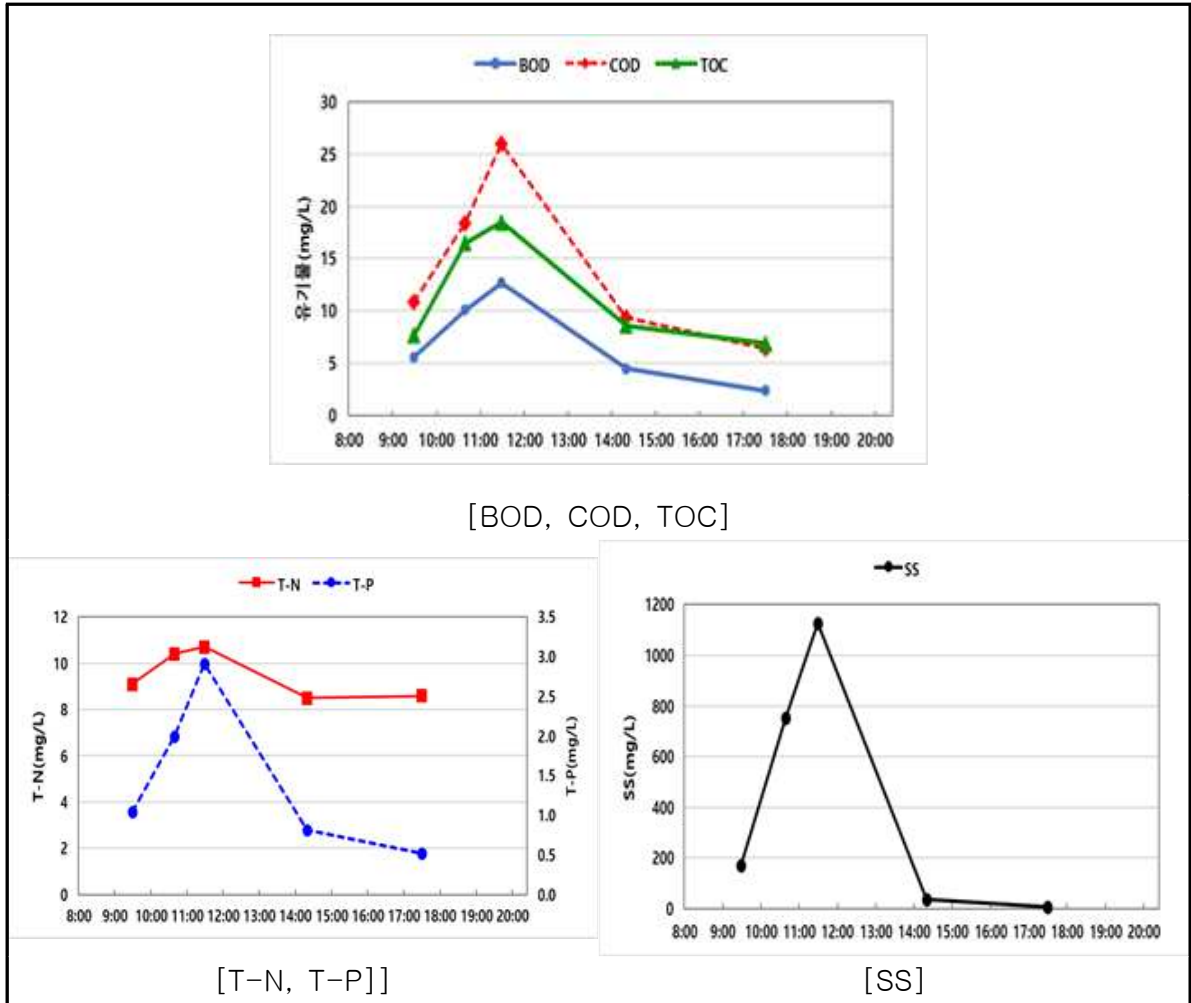 BOD COD TOC
30
25
20
15
10
5
0
유기물(mg/L)
8:00 9:00 10:00 11:00 12:00 13:00 14:00 15:00 16:00 17:00 18:00 19:00 20:00
[BOD, COD, TOC]
T-N T-P
12
10
8
6
4
2
0
T-N(mg/L)
3.5
3.0
2.5
2.0
1.5
1.0
0.5
0.0
T-P(mg/L)
8:00 9:00 10:00 11:00 12:00 13:00 14:00 15:00 16:00 17:00 18:00 19:00 20:00
[T-N, T-P]]
SS
1200
1000
800
600
400
200
0
SS(mg/L)
8:00 9:00 10:00 11:00 12:00 13:00 14:00 15:00 16:00 17:00 18:00 19:00 20:00
[SS]